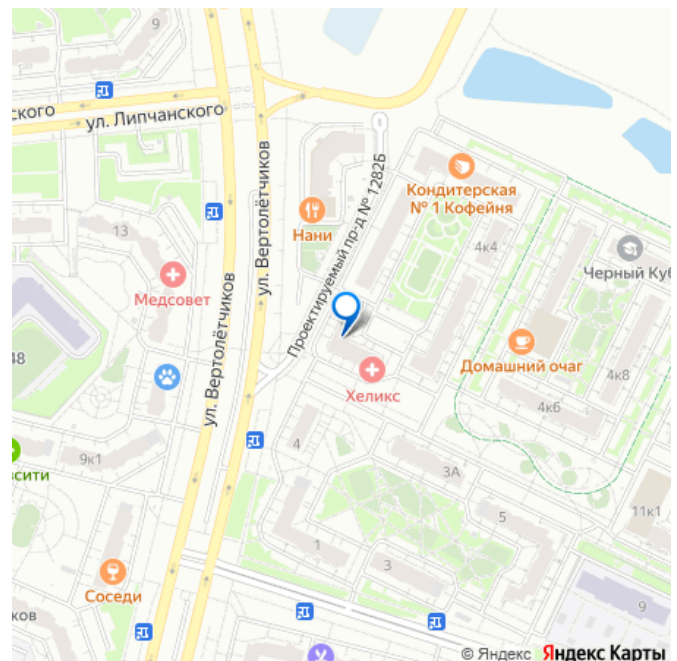 9
ского
ул. Липчанского
ул. Вертолётчиков
Проектируемый пр-д № 1282Б
Кондитерская
№ 1 Кофейня
Нани
13
4к4
Черный Куб
Медсовет
ул. Вертолётчиков
48
Домашний очаг
Хеликс
4к8
4к6
4
9к1
3А
сити
5
11к1
1
3
Соседи
9
ков
© Яндекс Яндекс Карты